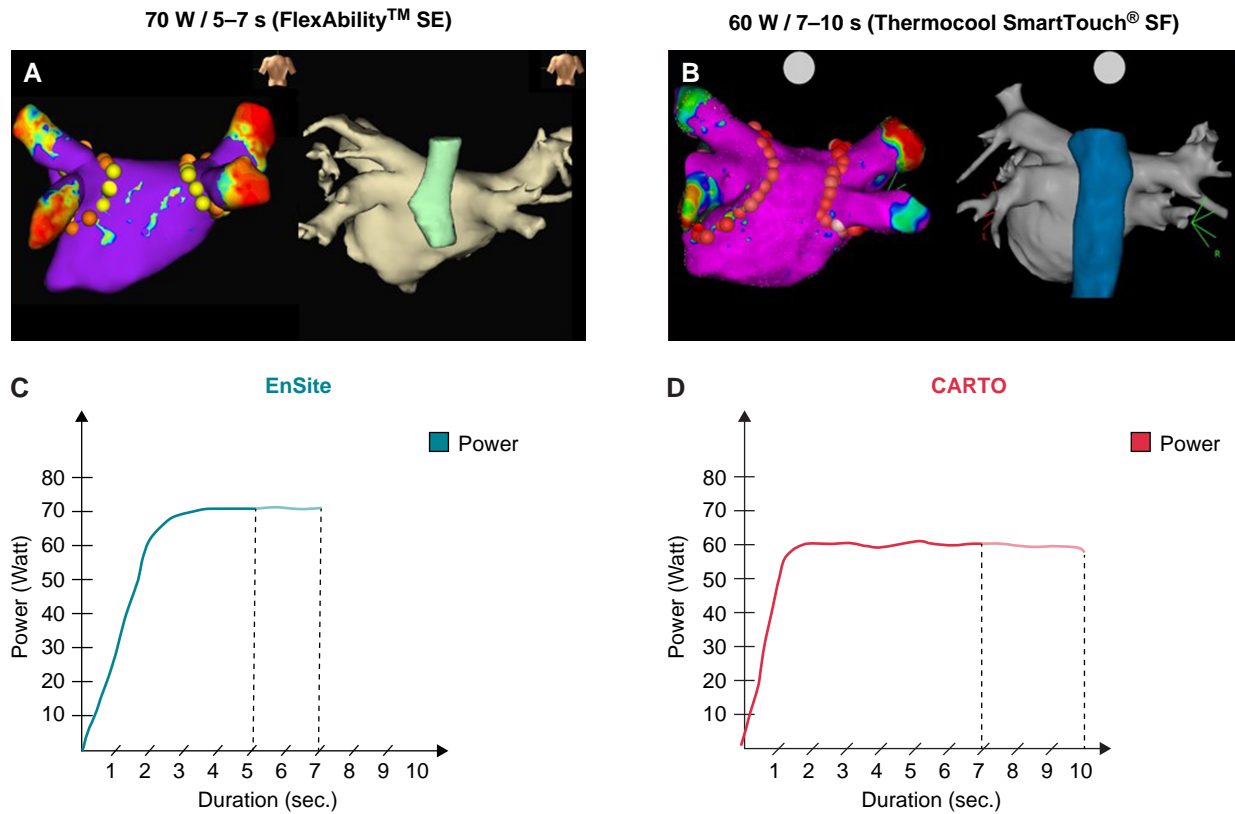 70 W / 5–7 s (FlexAbility™ SE)
60 W / 7–10 s (Thermocool SmartTouch® SF)
A
B
R
C
EnSite
Power
Power (Watt)
80
70
60
50
40
30
20
10
1 2 3 4 5 6 7 8 9 10
Duration (sec.)
D
CARTO
Power
Power (Watt)
80
70
60
50
40
30
20
10
1 2 3 4 5 6 7 8 9 10
Duration (sec.)